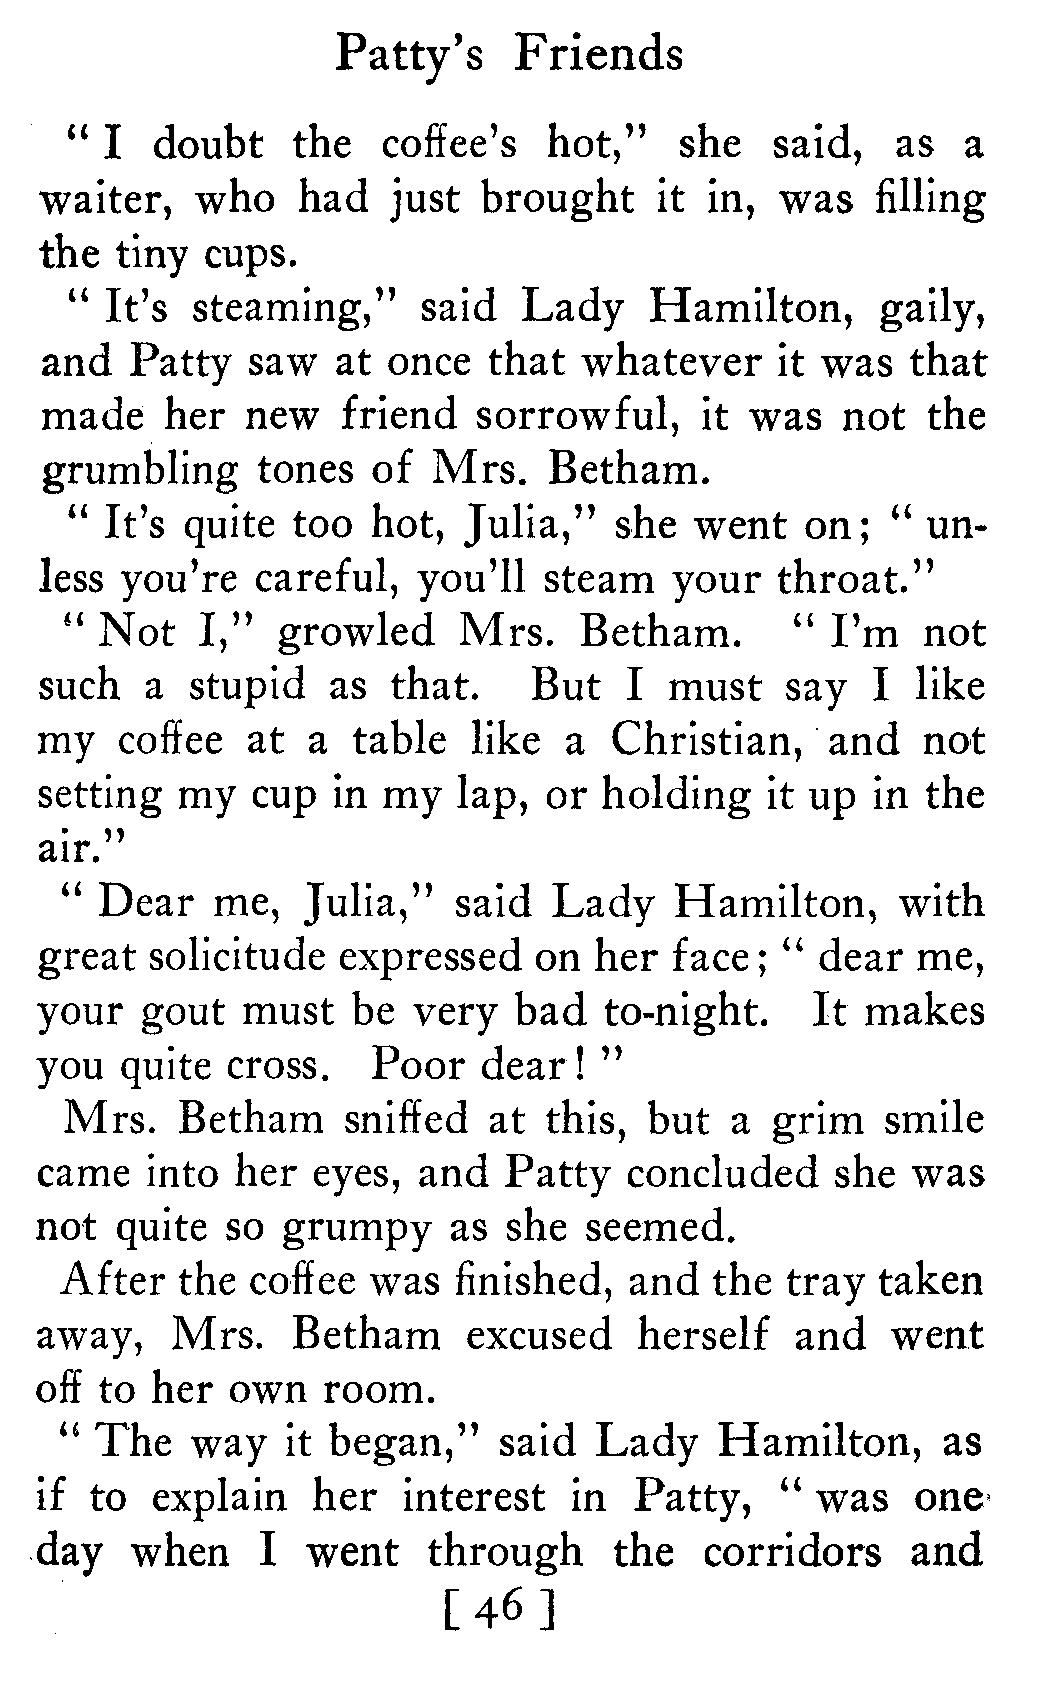 Patty's Friends
" I doubt the coffee's hot," she said, as a
waiter, who had just brought it in, was filling
the tiny cups.
" It's steaming," said Lady Hamilton, gaily,
and Patty saw at once that whatever it was that
made her new friend sorrowful, it was not the
grumbling tones of Mrs. Betham.
" It's quite too hot, Julia," she went on; " un-
less you're careful, you'll steam your throat."
" Not I," growled Mrs. Betham. " I'm not
such a stupid as that. But I must say I like
my coffee at a table like a Christian, and not
setting my cup in my lap, or holding it up in the
air."
" Dear me, Julia," said Lady Hamilton, with
great solicitude expressed on her face; " dear me,
your gout must be very bad to-night. It makes
you quite cross. Poor dear! "
Mrs. Betham sniffed at this, but a grim smile
came into her eyes, and Patty concluded she was
not quite so grumpy as she seemed.
After the coffee was finished, and the tray taken
away, Mrs. Betham excused herself and went
off to her own room.
" The way it began," said Lady Hamilton, as
if to explain her interest in Patty, " was one
day when I went through the corridors and
[ 46 ]